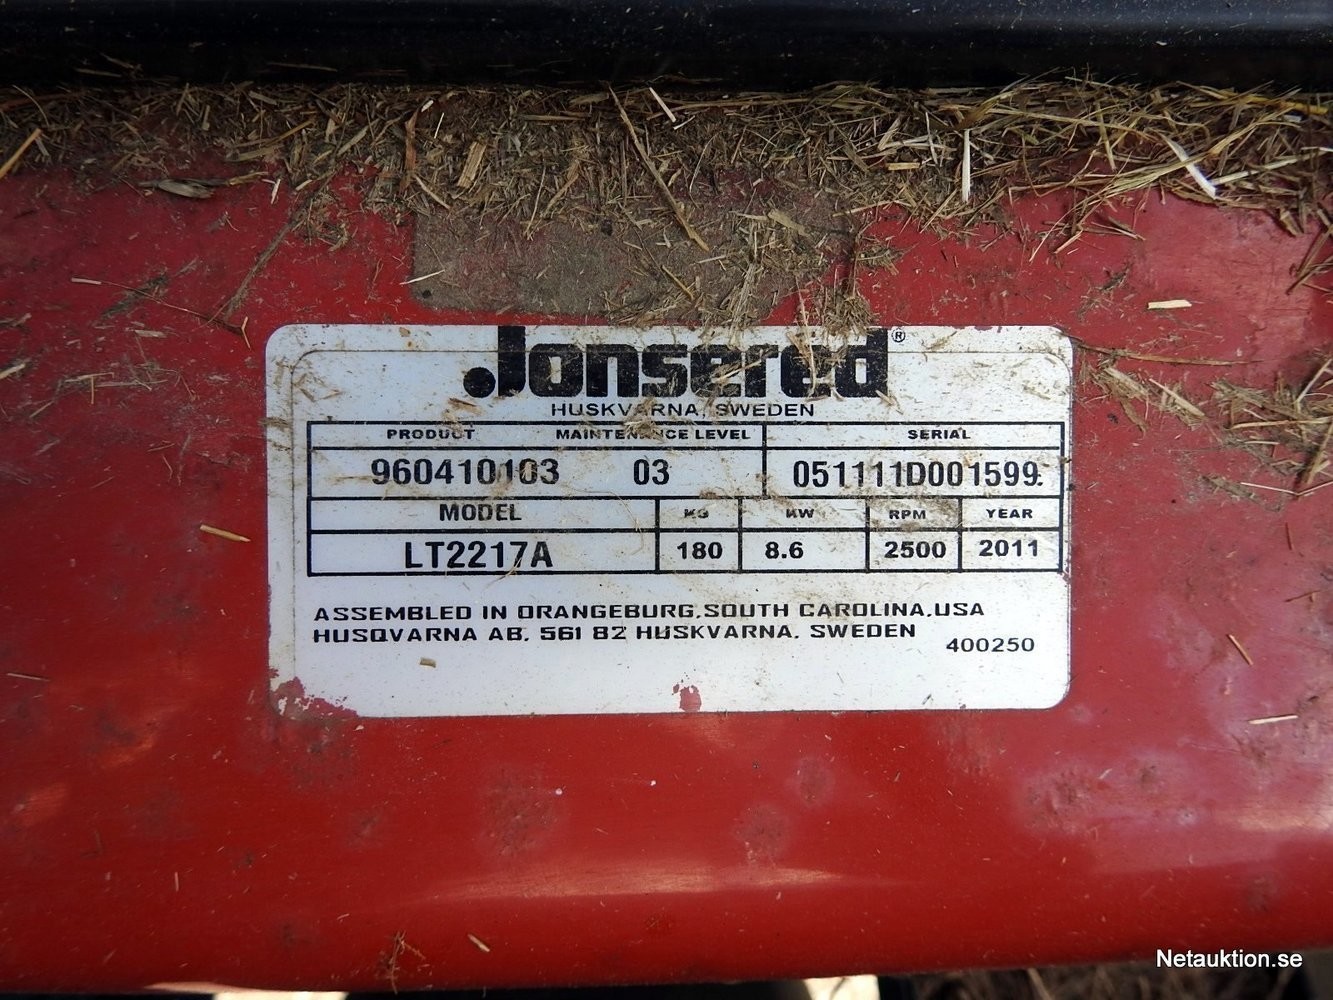 Jonsered®
HUSKVARNA, SWEDEN
PRODUCT MAINTENANCE LEVEL SERIAL
960410103 03 051111D001599
MODEL KG KW RPM YEAR
LT2217A 180 8.6 2500 2011
ASSEMBLED IN ORANGEBURG,SOUTH CAROLINA,USA
HUSQVARNA AB, 561 82 HUSKVARNA, SWEDEN
400250
Netauktion.se